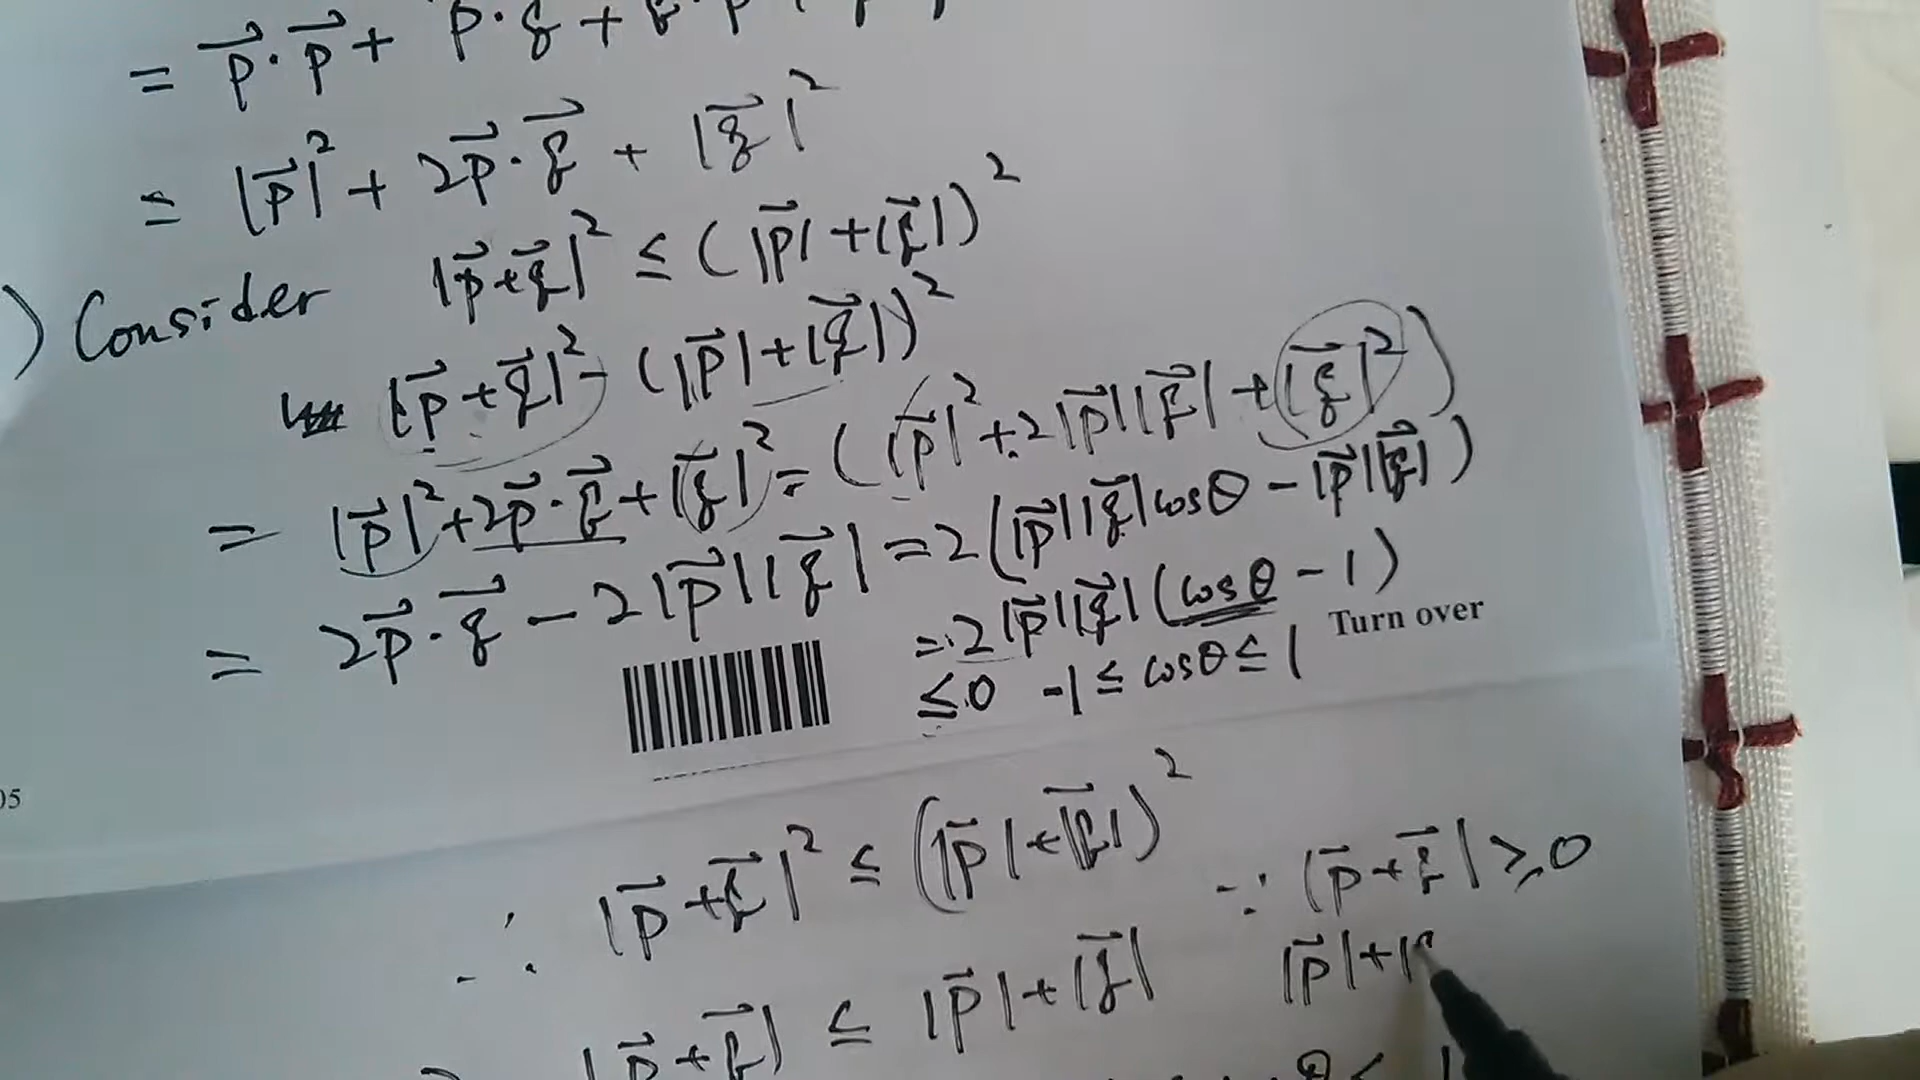 = p⃗·p⃗ + p·q + q·p +
= |p⃗|² + 2p⃗·q⃗ + |q⃗|²
) Consider |p⃗+q⃗|² ≤ (|p⃗|+|q⃗|)²
|p⃗+q⃗|² - (|p⃗|+|q⃗|)²
= |p⃗|²+2p⃗·q⃗+|q⃗|² - (|p⃗|²+2|p⃗||q⃗|+|q⃗|²)
= 2p⃗·q⃗ - 2|p⃗||q⃗| = 2(|p⃗||q⃗|cosθ - |p⃗||q⃗|)
= 2|p⃗||q⃗|(cosθ - 1)
Turn over
≤ 0 -1 ≤ cosθ ≤ 1
05
∴ |p⃗+q⃗|² ≤ (|p⃗|+|q⃗|)² ∵ |p⃗+q⃗| ≥ 0
|p⃗+q⃗| ≤ |p⃗|+|q⃗| |p⃗|+|